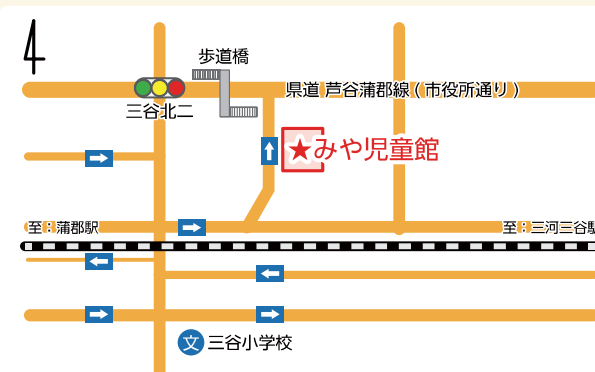 歩道橋
県道 芦谷蒲郡線 ( 市役所通り )
三谷北二
みや児童館
至：蒲郡駅
至：三河三谷駅
文
三谷小学校